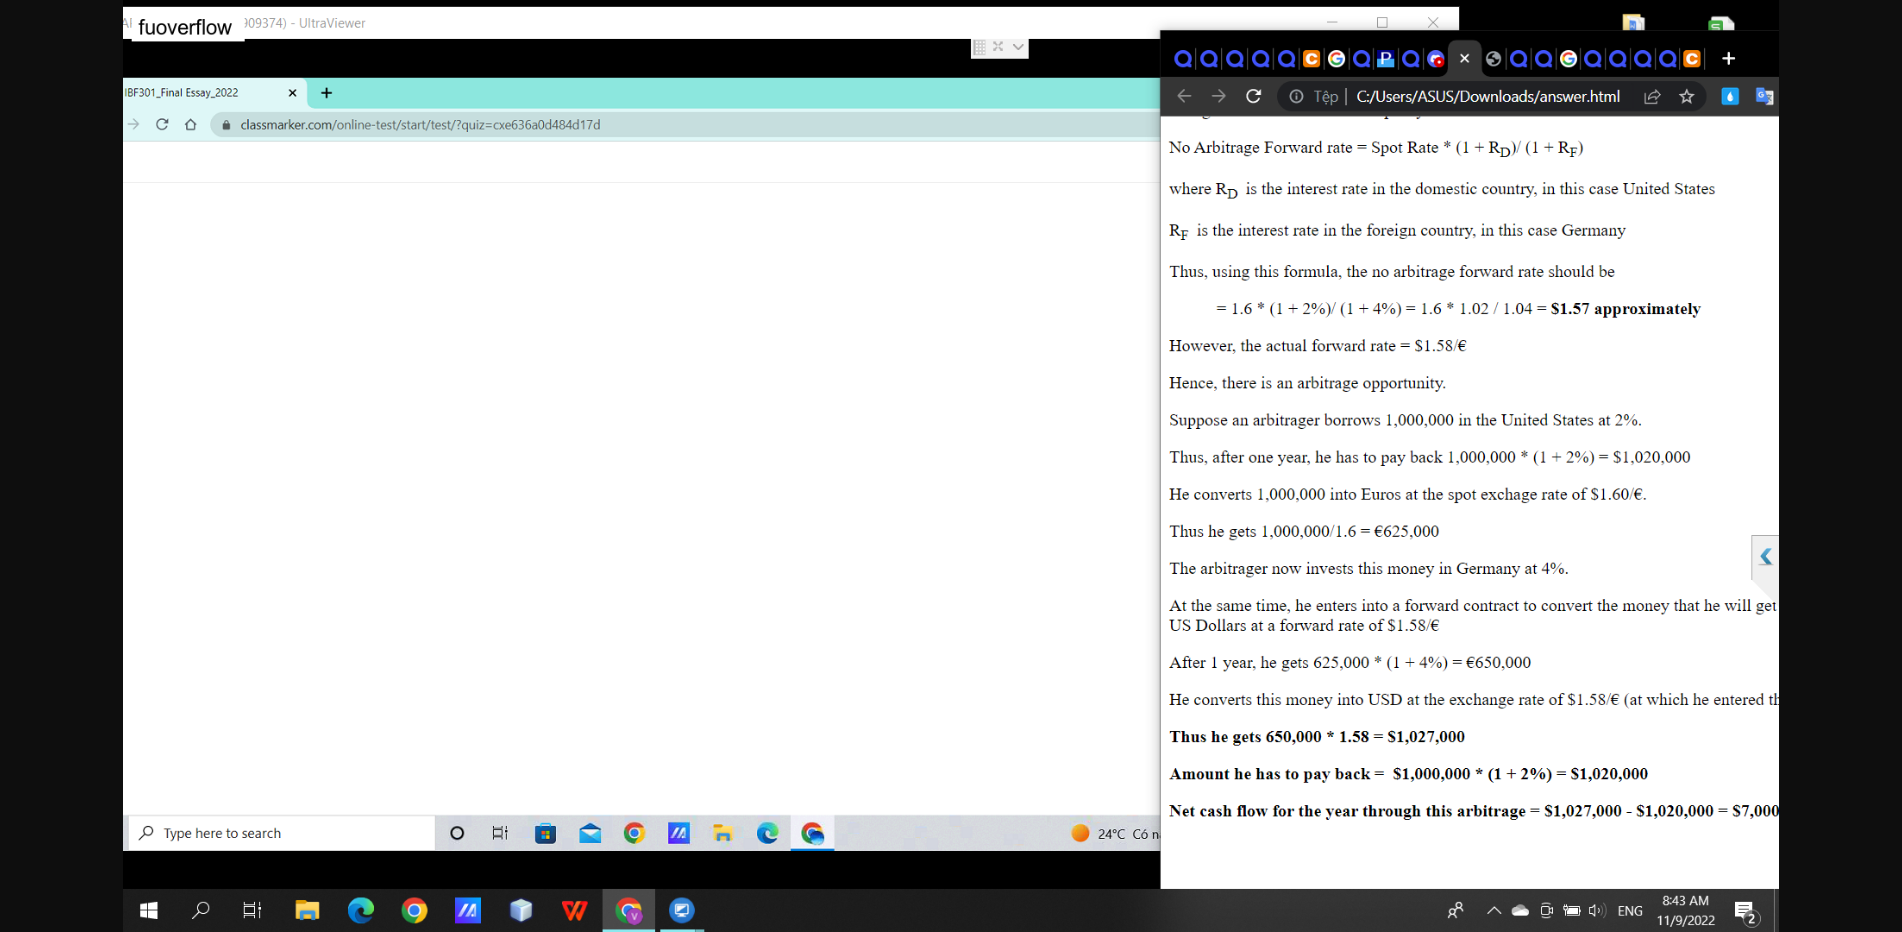 fuoverflow
909374) - UltraViewer
IBF301_Final Essay_2022
classmarker.com/online-test/start/test/?quiz=cxe636a0d484d17d
Tệp | C:/Users/ASUS/Downloads/answer.html
No Arbitrage Forward rate = Spot Rate * (1 + RD)/ (1 + RF)
where RD is the interest rate in the domestic country, in this case United States
RF is the interest rate in the foreign country, in this case Germany
Thus, using this formula, the no arbitrage forward rate should be
= 1.6 * (1 + 2%)/ (1 + 4%) = 1.6 * 1.02 / 1.04 = $1.57 approximately
However, the actual forward rate = $1.58/€
Hence, there is an arbitrage opportunity.
Suppose an arbitrager borrows 1,000,000 in the United States at 2%.
Thus, after one year, he has to pay back 1,000,000 * (1 + 2%) = $1,020,000
He converts 1,000,000 into Euros at the spot exchage rate of $1.60/€.
Thus he gets 1,000,000/1.6 = €625,000
The arbitrager now invests this money in Germany at 4%.
At the same time, he enters into a forward contract to convert the money that he will get
US Dollars at a forward rate of $1.58/€
After 1 year, he gets 625,000 * (1 + 4%) = €650,000
He converts this money into USD at the exchange rate of $1.58/€ (at which he entered th
Thus he gets 650,000 * 1.58 = $1,027,000
Amount he has to pay back = $1,000,000 * (1 + 2%) = $1,020,000
Net cash flow for the year through this arbitrage = $1,027,000 - $1,020,000 = $7,000
Type here to search
24°C Có n
ENG
8:43 AM
11/9/2022
2